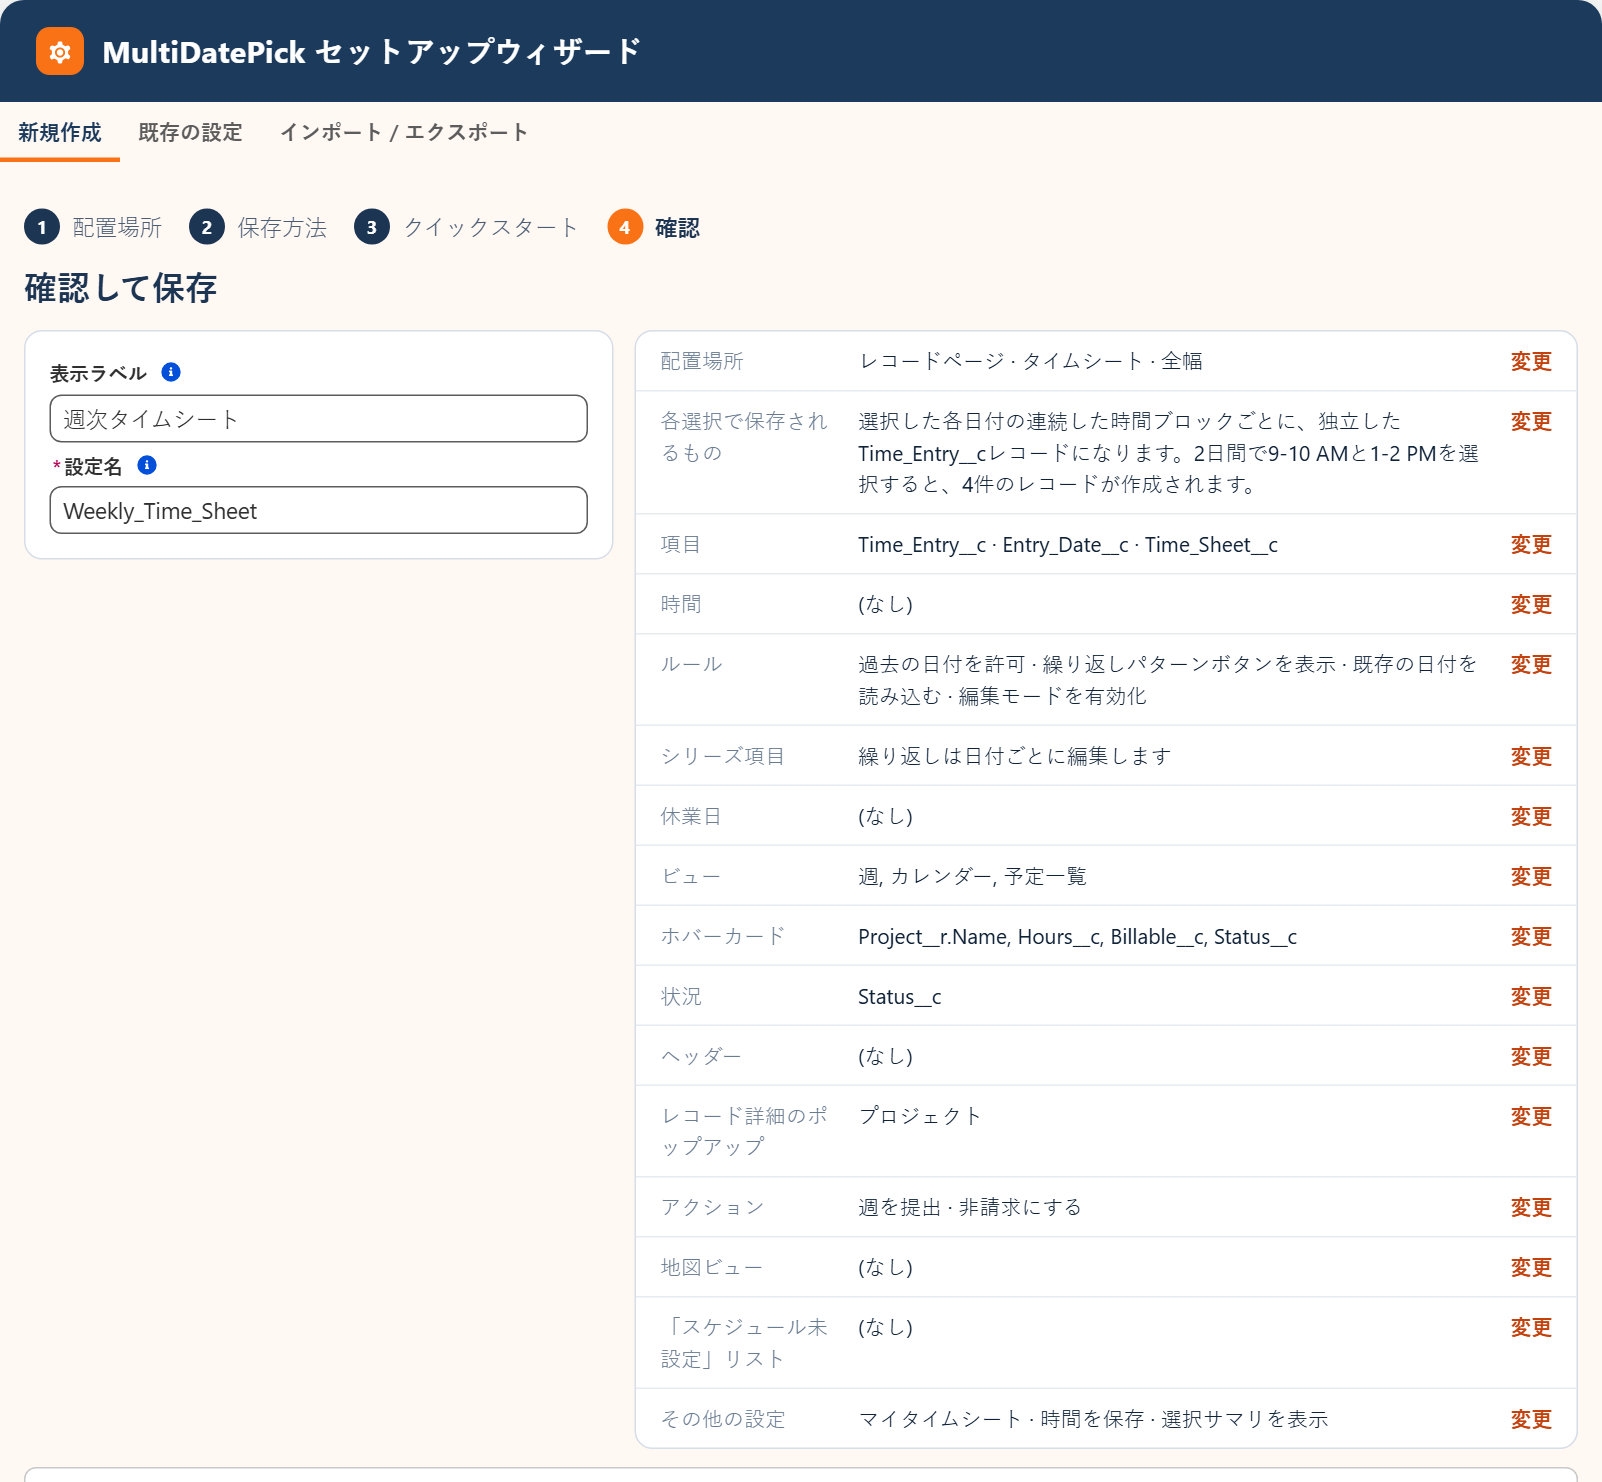 MultiDatePick セットアップウィザード
新規作成 既存の設定 インポート / エクスポート
1 配置場所 2 保存方法 3 クイックスタート 4 確認
確認して保存
表示ラベル
週次タイムシート
*設定名
Weekly_Time_Sheet
配置場所 レコードページ · タイムシート · 全幅 変更
各選択で保存され 選択した各日付の連続した時間ブロックごとに、独立した 変更
るもの Time_Entry__cレコードになります。2日間で9-10 AMと1-2 PMを選
択すると、4件のレコードが作成されます。
項目 Time_Entry__c · Entry_Date__c · Time_Sheet__c 変更
時間 (なし) 変更
ルール 過去の日付を許可 · 繰り返しパターンボタンを表示 · 既存の日付を 変更
読み込む · 編集モードを有効化
シリーズ項目 繰り返しは日付ごとに編集します 変更
休業日 (なし) 変更
ビュー 週, カレンダー, 予定一覧 変更
ホバーカード Project__r.Name, Hours__c, Billable__c, Status__c 変更
状況 Status__c 変更
ヘッダー (なし) 変更
レコード詳細のポ プロジェクト 変更
ップアップ
アクション 週を提出 · 非請求にする 変更
地図ビュー (なし) 変更
「スケジュール未 (なし) 変更
設定」リスト
その他の設定 マイタイムシート · 時間を保存 · 選択サマリを表示 変更